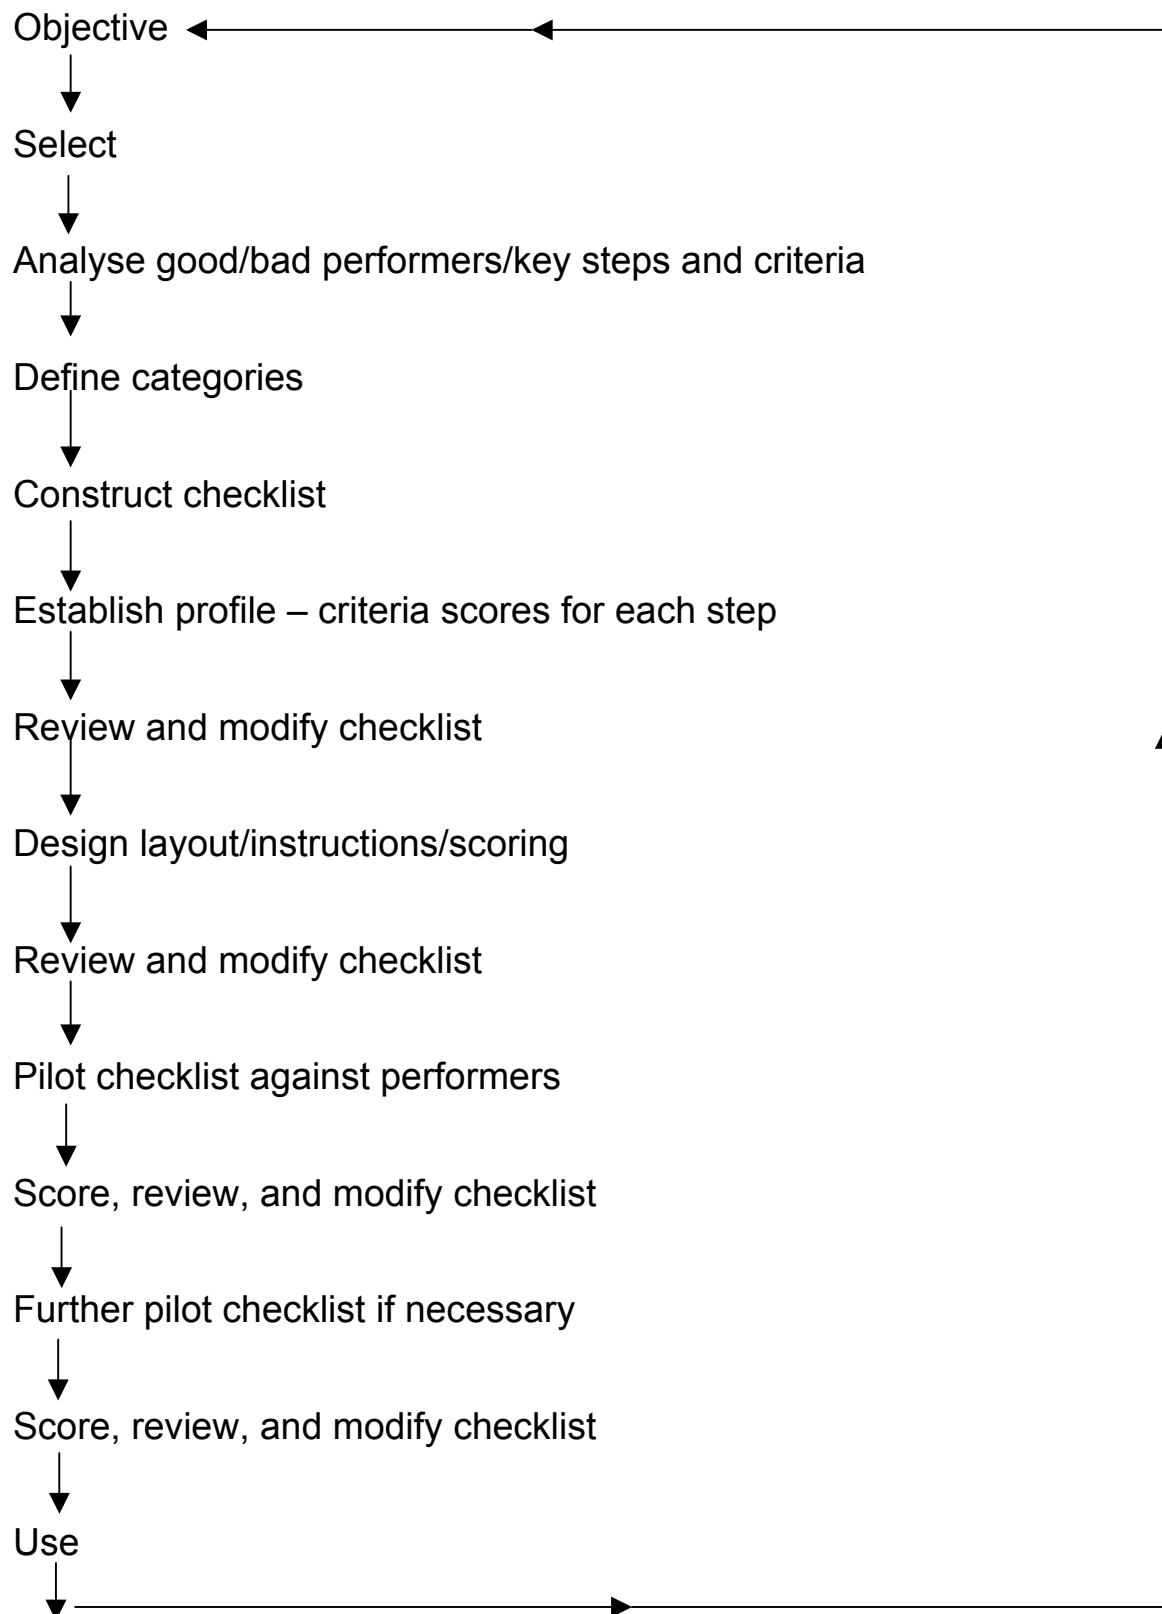 Objective
Select
Analyse good/bad performers/key steps and criteria
Define categories
Construct checklist
Establish profile – criteria scores for each step
Review and modify checklist
Design layout/instructions/scoring
Review and modify checklist
Pilot checklist against performers
Score, review, and modify checklist
Further pilot checklist if necessary
Score, review, and modify checklist
Use